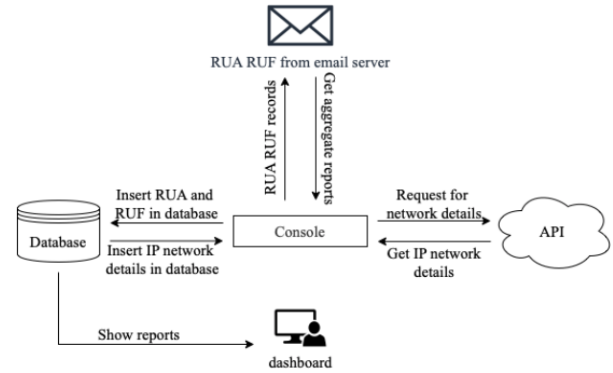 RUA RUF from email server
RUA RUF records
Get aggregate reports
Insert RUA and
RUF in database
Request for
network details
Database
Console
API
Insert IP network
details in database
Get IP network
details
Show reports
dashboard